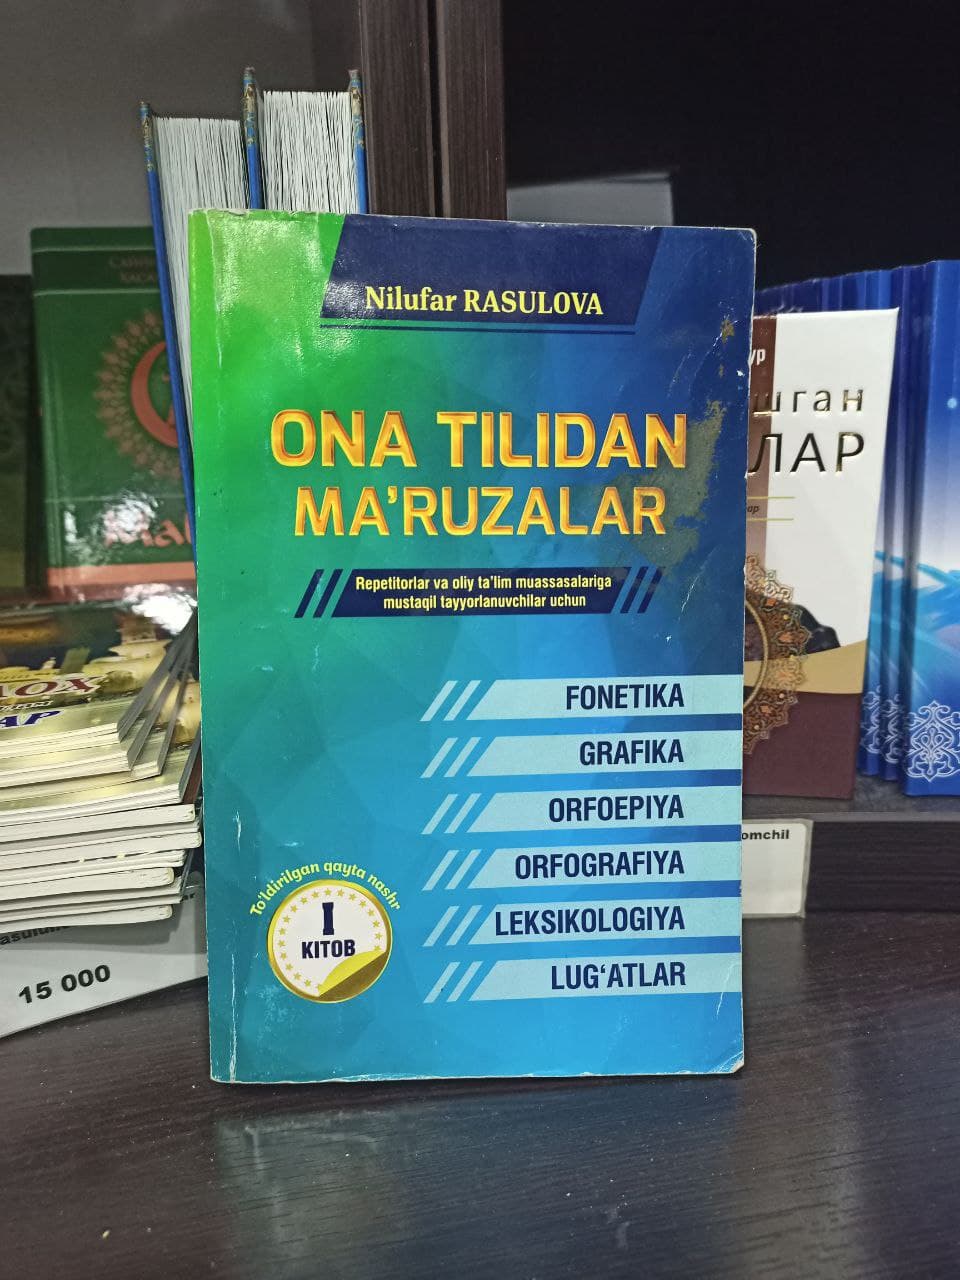 Nilufar RASULOVA
ONA TILIDAN
MA'RUZALAR
Repetitorlar va oliy ta'lim muassasalariga
mustaqil tayyorlanuvchilar uchun
FONETIKA
GRAFIKA
ORFOEPIYA
ORFOGRAFIYA
LEKSIKOLOGIYA
LUG‘ATLAR
To'ldirilgan qayta nashr
I
KITOB
15 000
ЛАР